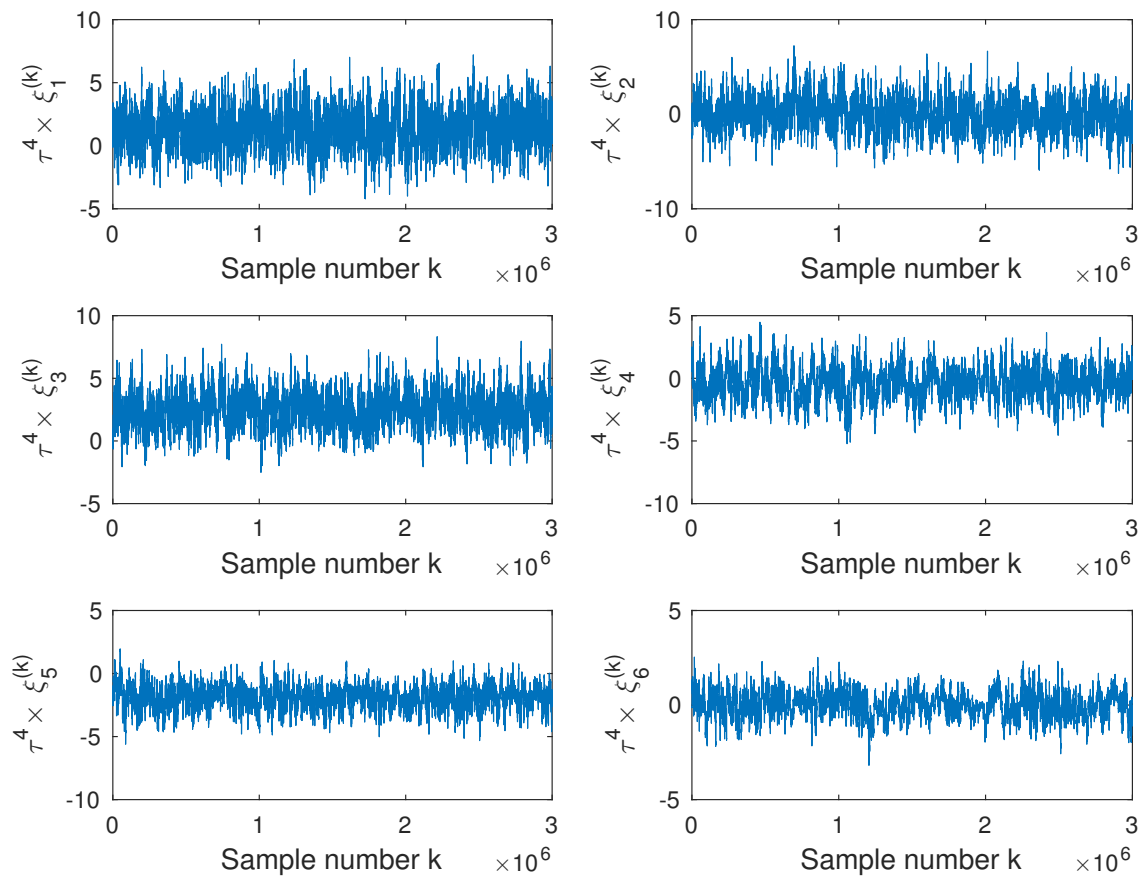 10
5
0
-5
τ⁴ × ξ₁⁽ᵏ⁾
0 1 2 3
Sample number k ×10⁶
10
0
-10
τ⁴ × ξ₂⁽ᵏ⁾
0 1 2 3
Sample number k ×10⁶
10
5
0
-5
τ⁴ × ξ₃⁽ᵏ⁾
0 1 2 3
Sample number k ×10⁶
5
0
-5
-10
τ⁴ × ξ₄⁽ᵏ⁾
0 1 2 3
Sample number k ×10⁶
5
0
-5
-10
τ⁴ × ξ₅⁽ᵏ⁾
0 1 2 3
Sample number k ×10⁶
5
0
-5
τ⁴ × ξ₆⁽ᵏ⁾
0 1 2 3
Sample number k ×10⁶